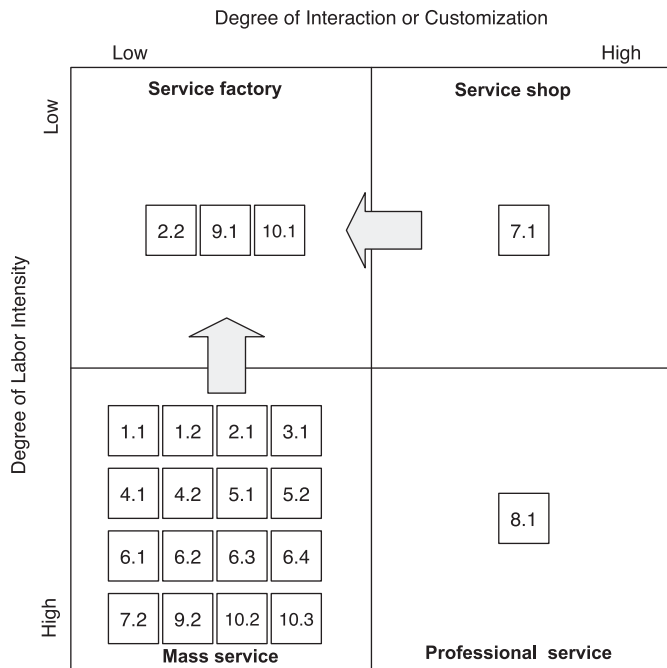 Degree of Interaction or Customization
Low High
Service factory Service shop
Low
2.2 9.1 10.1 7.1
Degree of Labor Intensity
1.1 1.2 2.1 3.1
4.1 4.2 5.1 5.2
8.1
6.1 6.2 6.3 6.4
7.2 9.2 10.2 10.3
High
Mass service Professional service